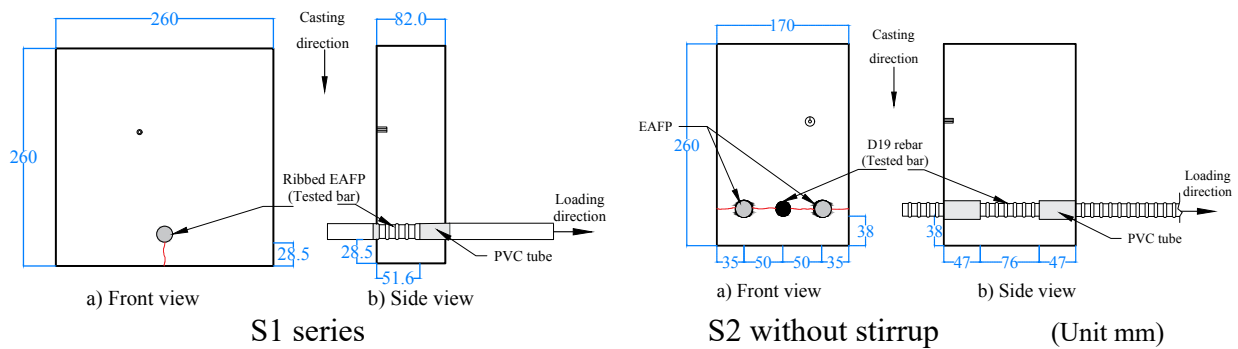 260
Casting
direction
82.0
260
Ribbed EAFP
(Tested bar)
Loading
direction
28.5
28.5
PVC tube
51.6
a) Front view
b) Side view
S1 series
170
Casting
direction
EAFP
260
D19 rebar
(Tested bar)
Loading
direction
38
38
PVC tube
35
50
50
35
47
76
47
a) Front view
b) Side view
S2 without stirrup
(Unit mm)